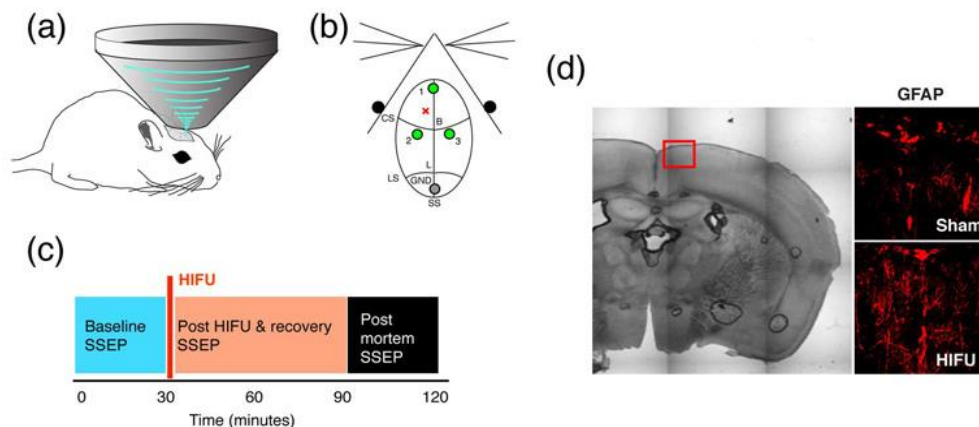 (a)
(b)
1
CS
B
2
3
L
LS
GND
SS
(c)
HIFU
Baseline
SSEP
Post HIFU & recovery
SSEP
Post
mortem
SSEP
0
30
60
90
120
Time (minutes)
(d)
GFAP
Sham
HIFU